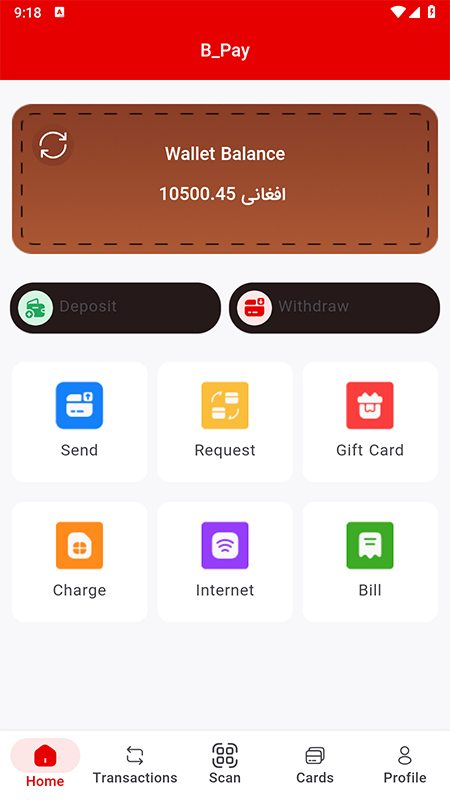 9:18
A
B_Pay
Wallet Balance
10500.45 افغانی
Deposit
Withdraw
Send
Request
Gift Card
Charge
Internet
Bill
Home
Transactions
Scan
Cards
Profile